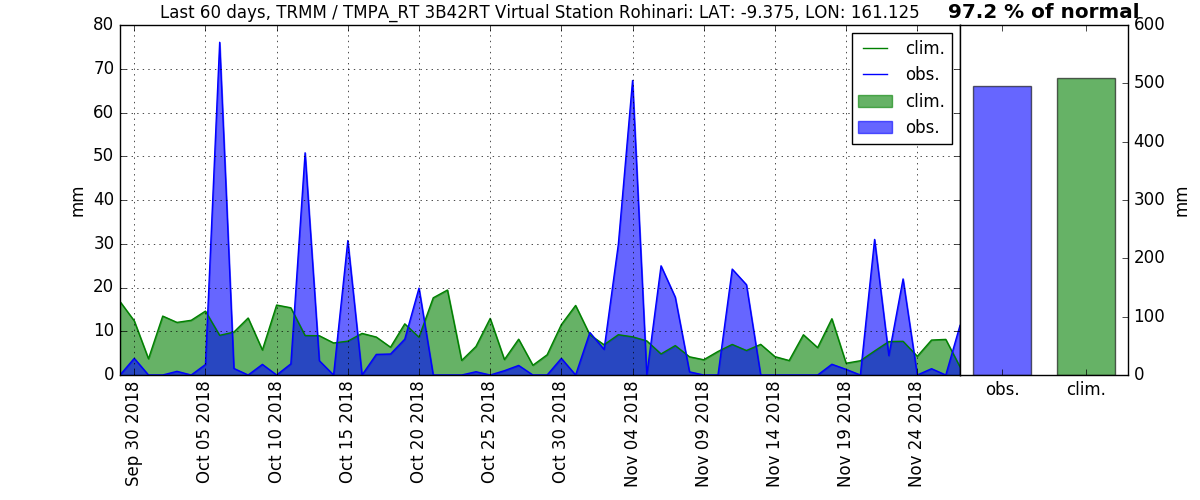 Last 60 days, TRMM / TMPA_RT 3B42RT Virtual Station Rohinari: LAT: -9.375, LON: 161.125
97.2 % of normal
80
70
60
50
40
30
20
10
0
mm
clim.
obs.
clim.
obs.
600
500
400
300
200
100
0
mm
obs.
clim.
Sep 30 2018
Oct 05 2018
Oct 10 2018
Oct 15 2018
Oct 20 2018
Oct 25 2018
Oct 30 2018
Nov 04 2018
Nov 09 2018
Nov 14 2018
Nov 19 2018
Nov 24 2018